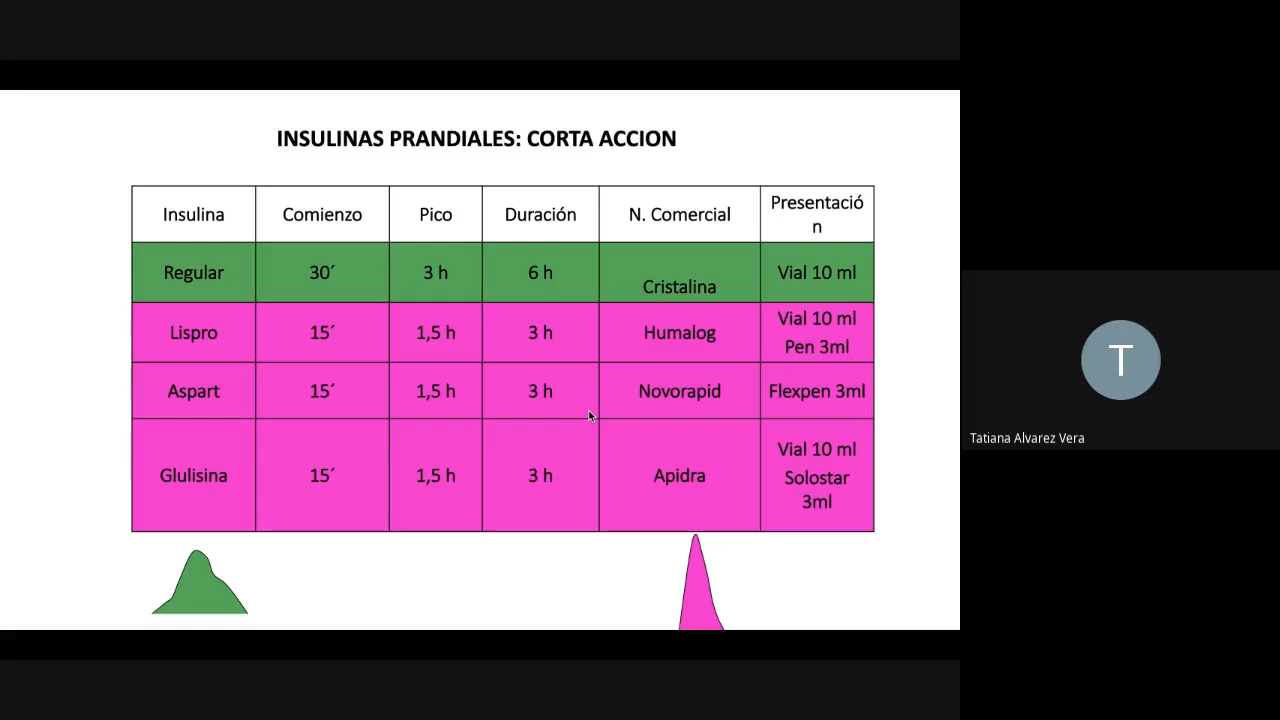 INSULINAS PRANDIALES: CORTA ACCION
Insulina Comienzo Pico Duración N. Comercial Presentació
n
Regular 30´ 3 h 6 h Cristalina Vial 10 ml
Lispro 15´ 1,5 h 3 h Humalog Vial 10 ml
Pen 3ml
Aspart 15´ 1,5 h 3 h Novorapid Flexpen 3ml
Glulisina 15´ 1,5 h 3 h Apidra Vial 10 ml
Solostar
3ml
T
Tatiana Alvarez Vera